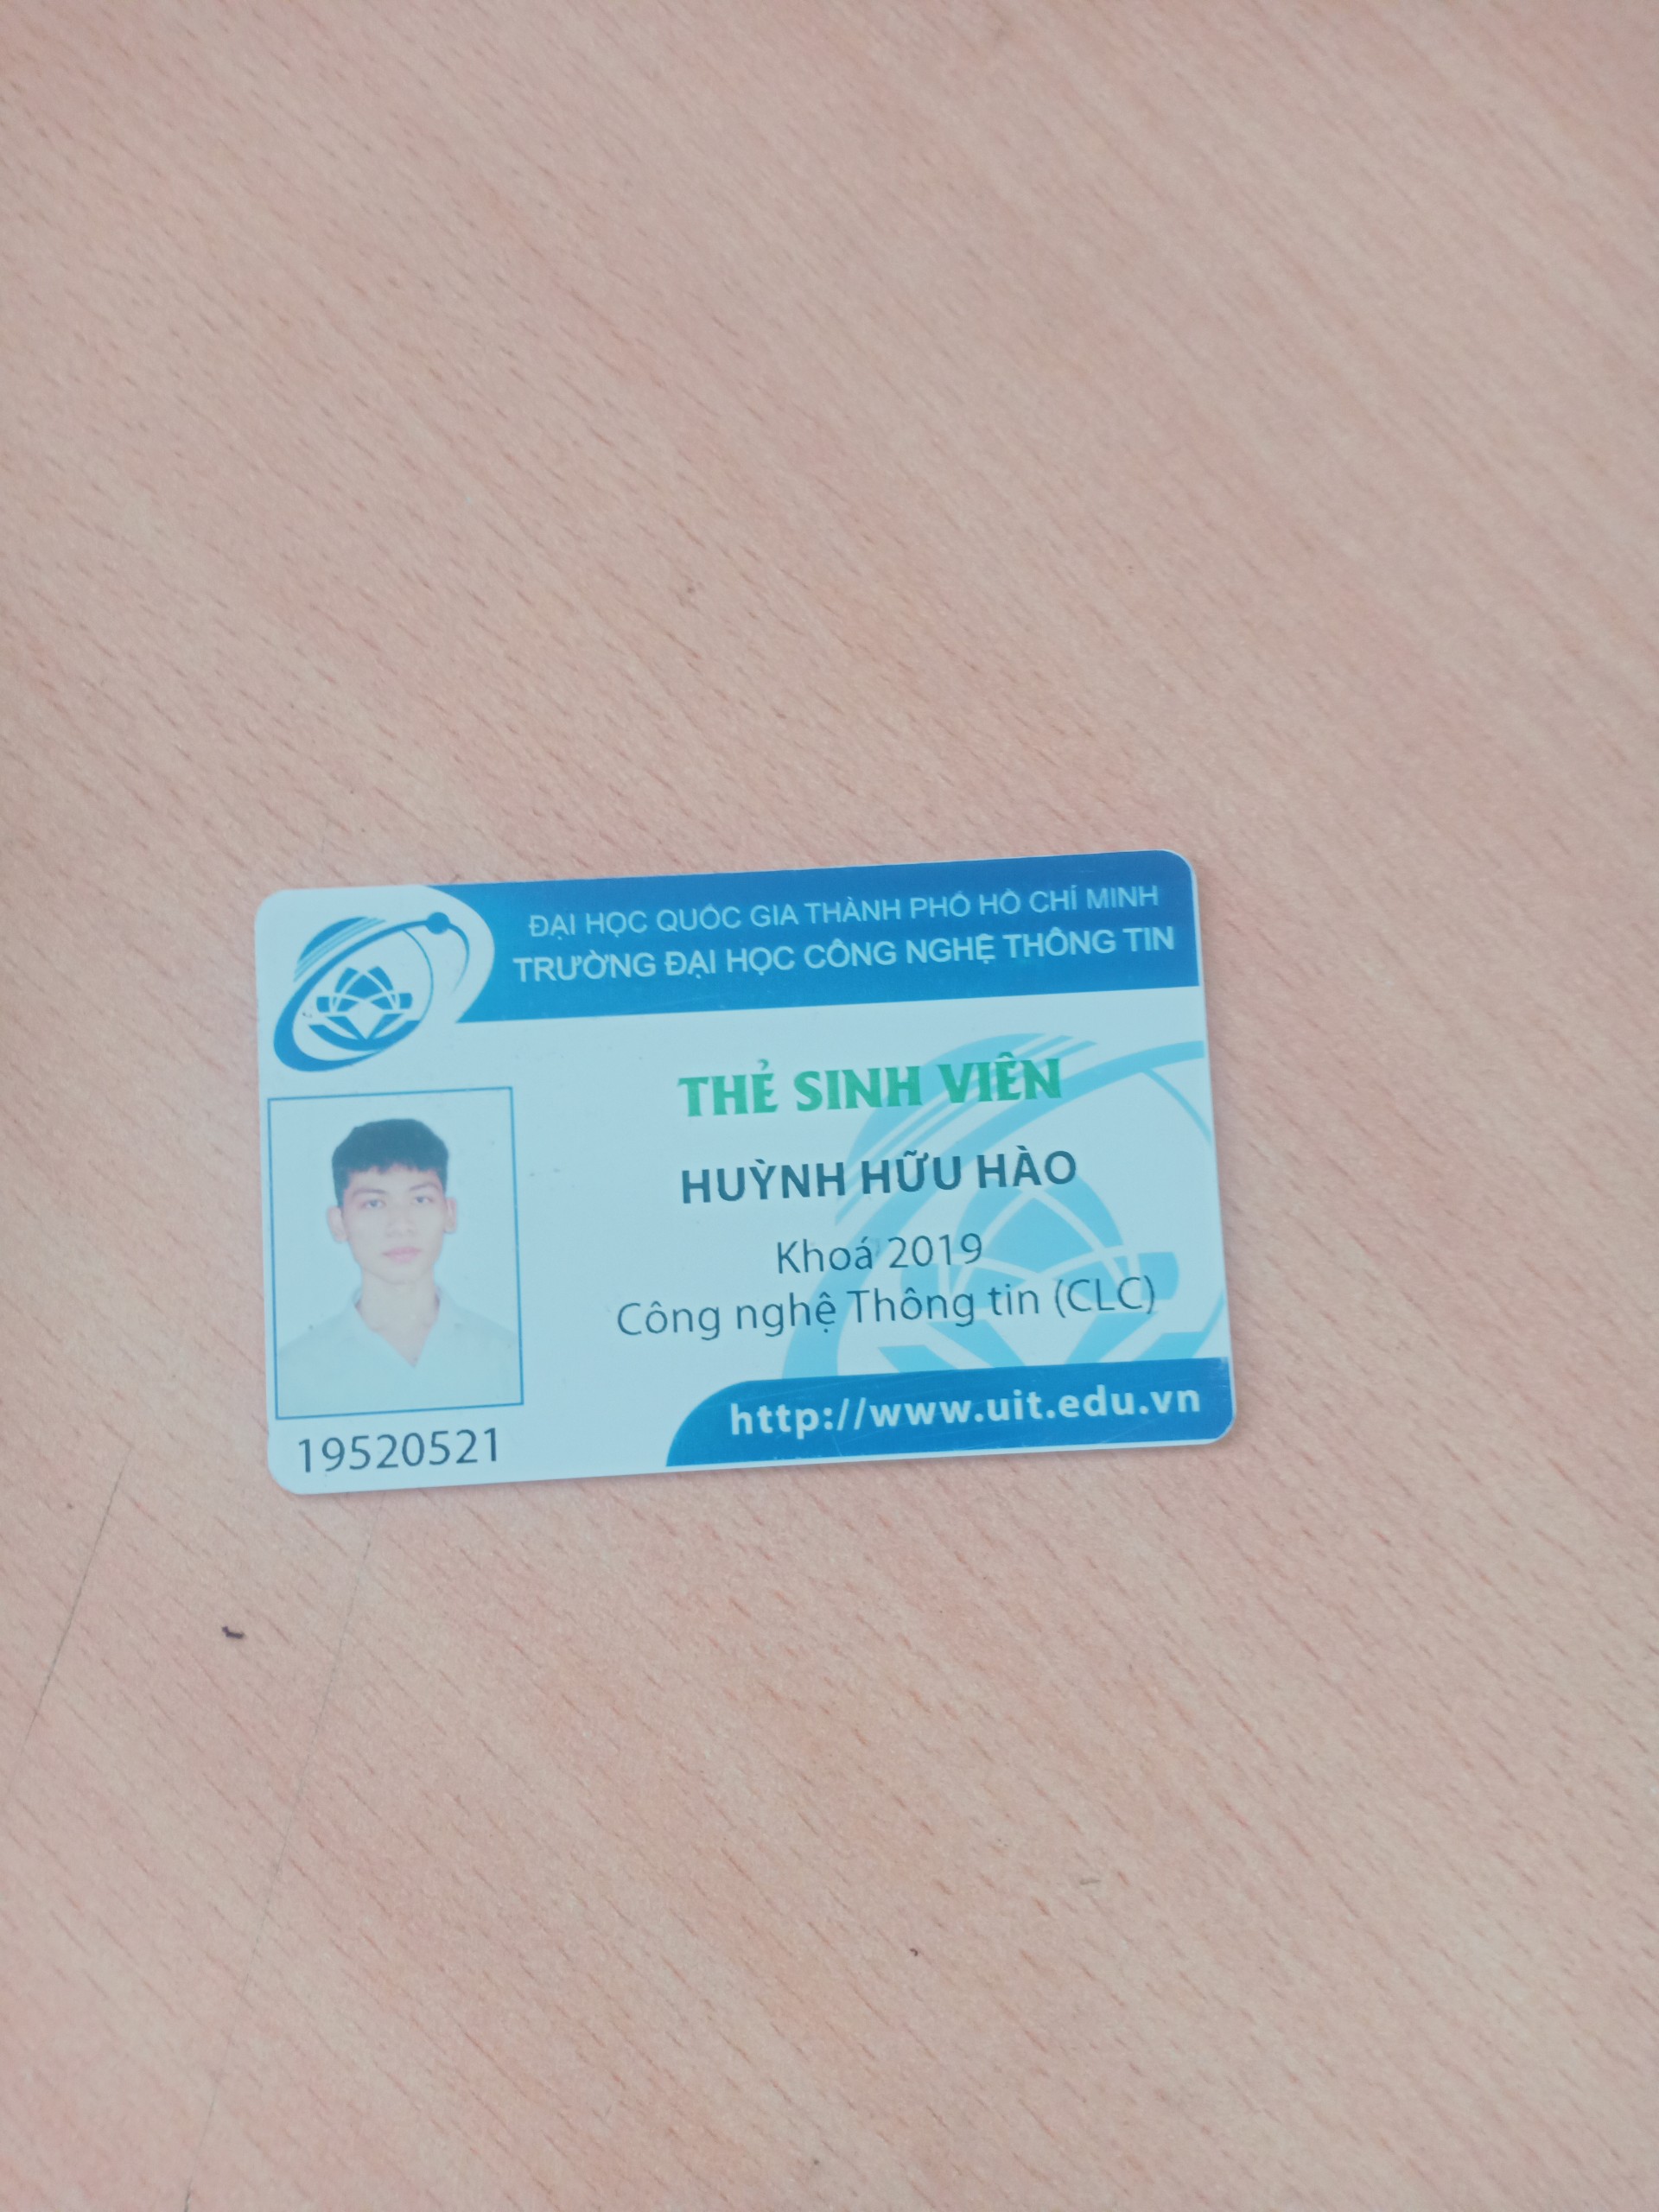 ĐẠI HỌC QUỐC GIA THÀNH PHỐ HỒ CHÍ MINH
TRƯỜNG ĐẠI HỌC CÔNG NGHỆ THÔNG TIN
THẺ SINH VIÊN
HUỲNH HỮU HÀO
Khoá 2019
Công nghệ Thông tin (CLC)
http://www.uit.edu.vn
19520521